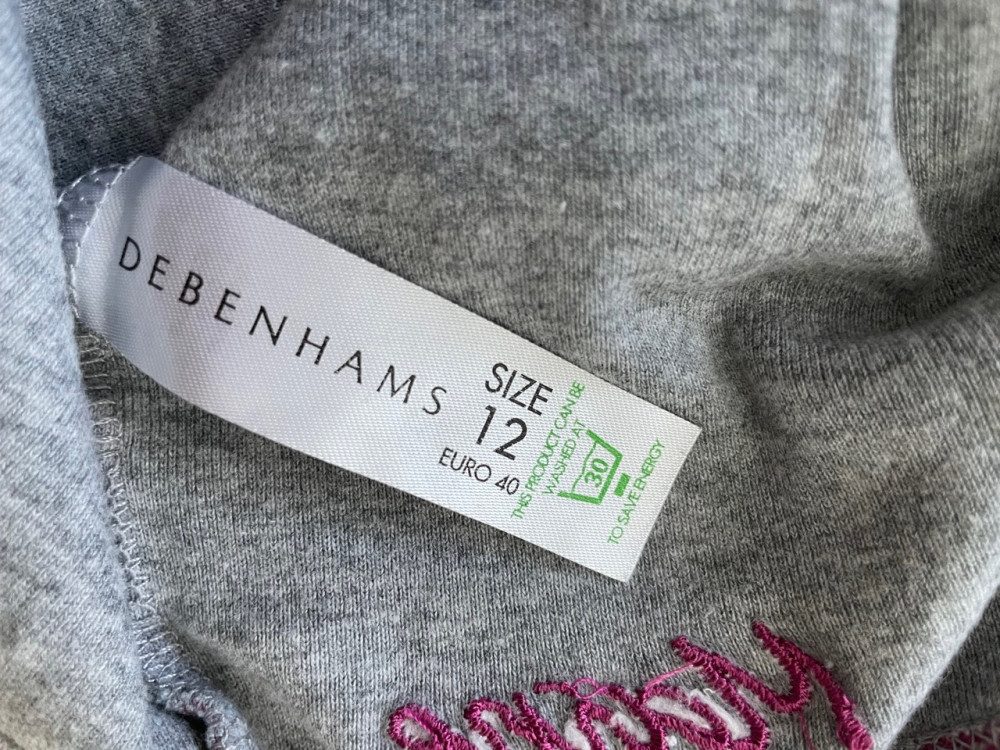 DEBENHAMS
SIZE
12
EURO 40
THIS PRODUCT CAN BE
WASHED AT
30
TO SAVE ENERGY